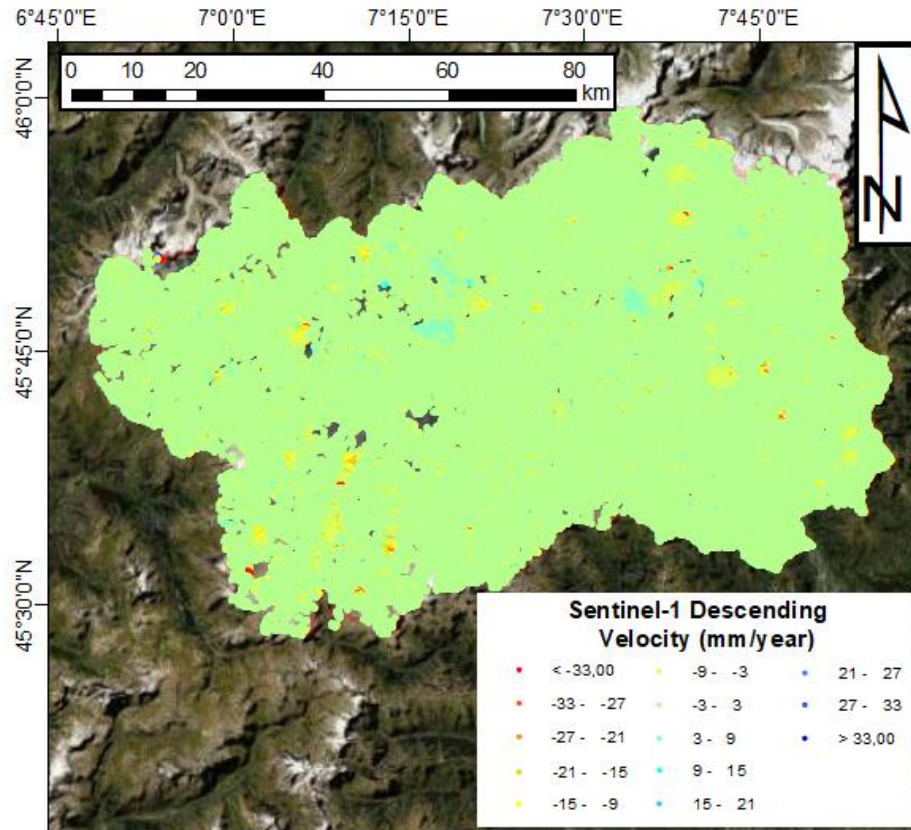 6°45'0"E 7°0'0"E 7°15'0"E 7°30'0"E 7°45'0"E
0 10 20 40 60 80
km
N
46°0'0"N
45°45'0"N
45°30'0"N
Sentinel-1 Descending
Velocity (mm/year)
< -33,00 -9 - -3 21 - 27
-33 - -27 -3 - 3 27 - 33
-27 - -21 3 - 9 > 33,00
-21 - -15 9 - 15
-15 - -9 15 - 21